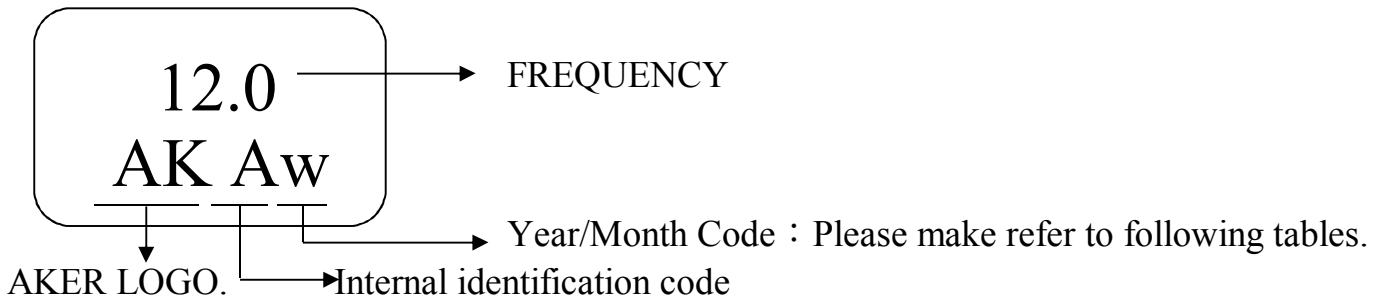 12.0
FREQUENCY
AK Aw
Year/Month Code：Please make refer to following tables.
AKER LOGO.
Internal identification code